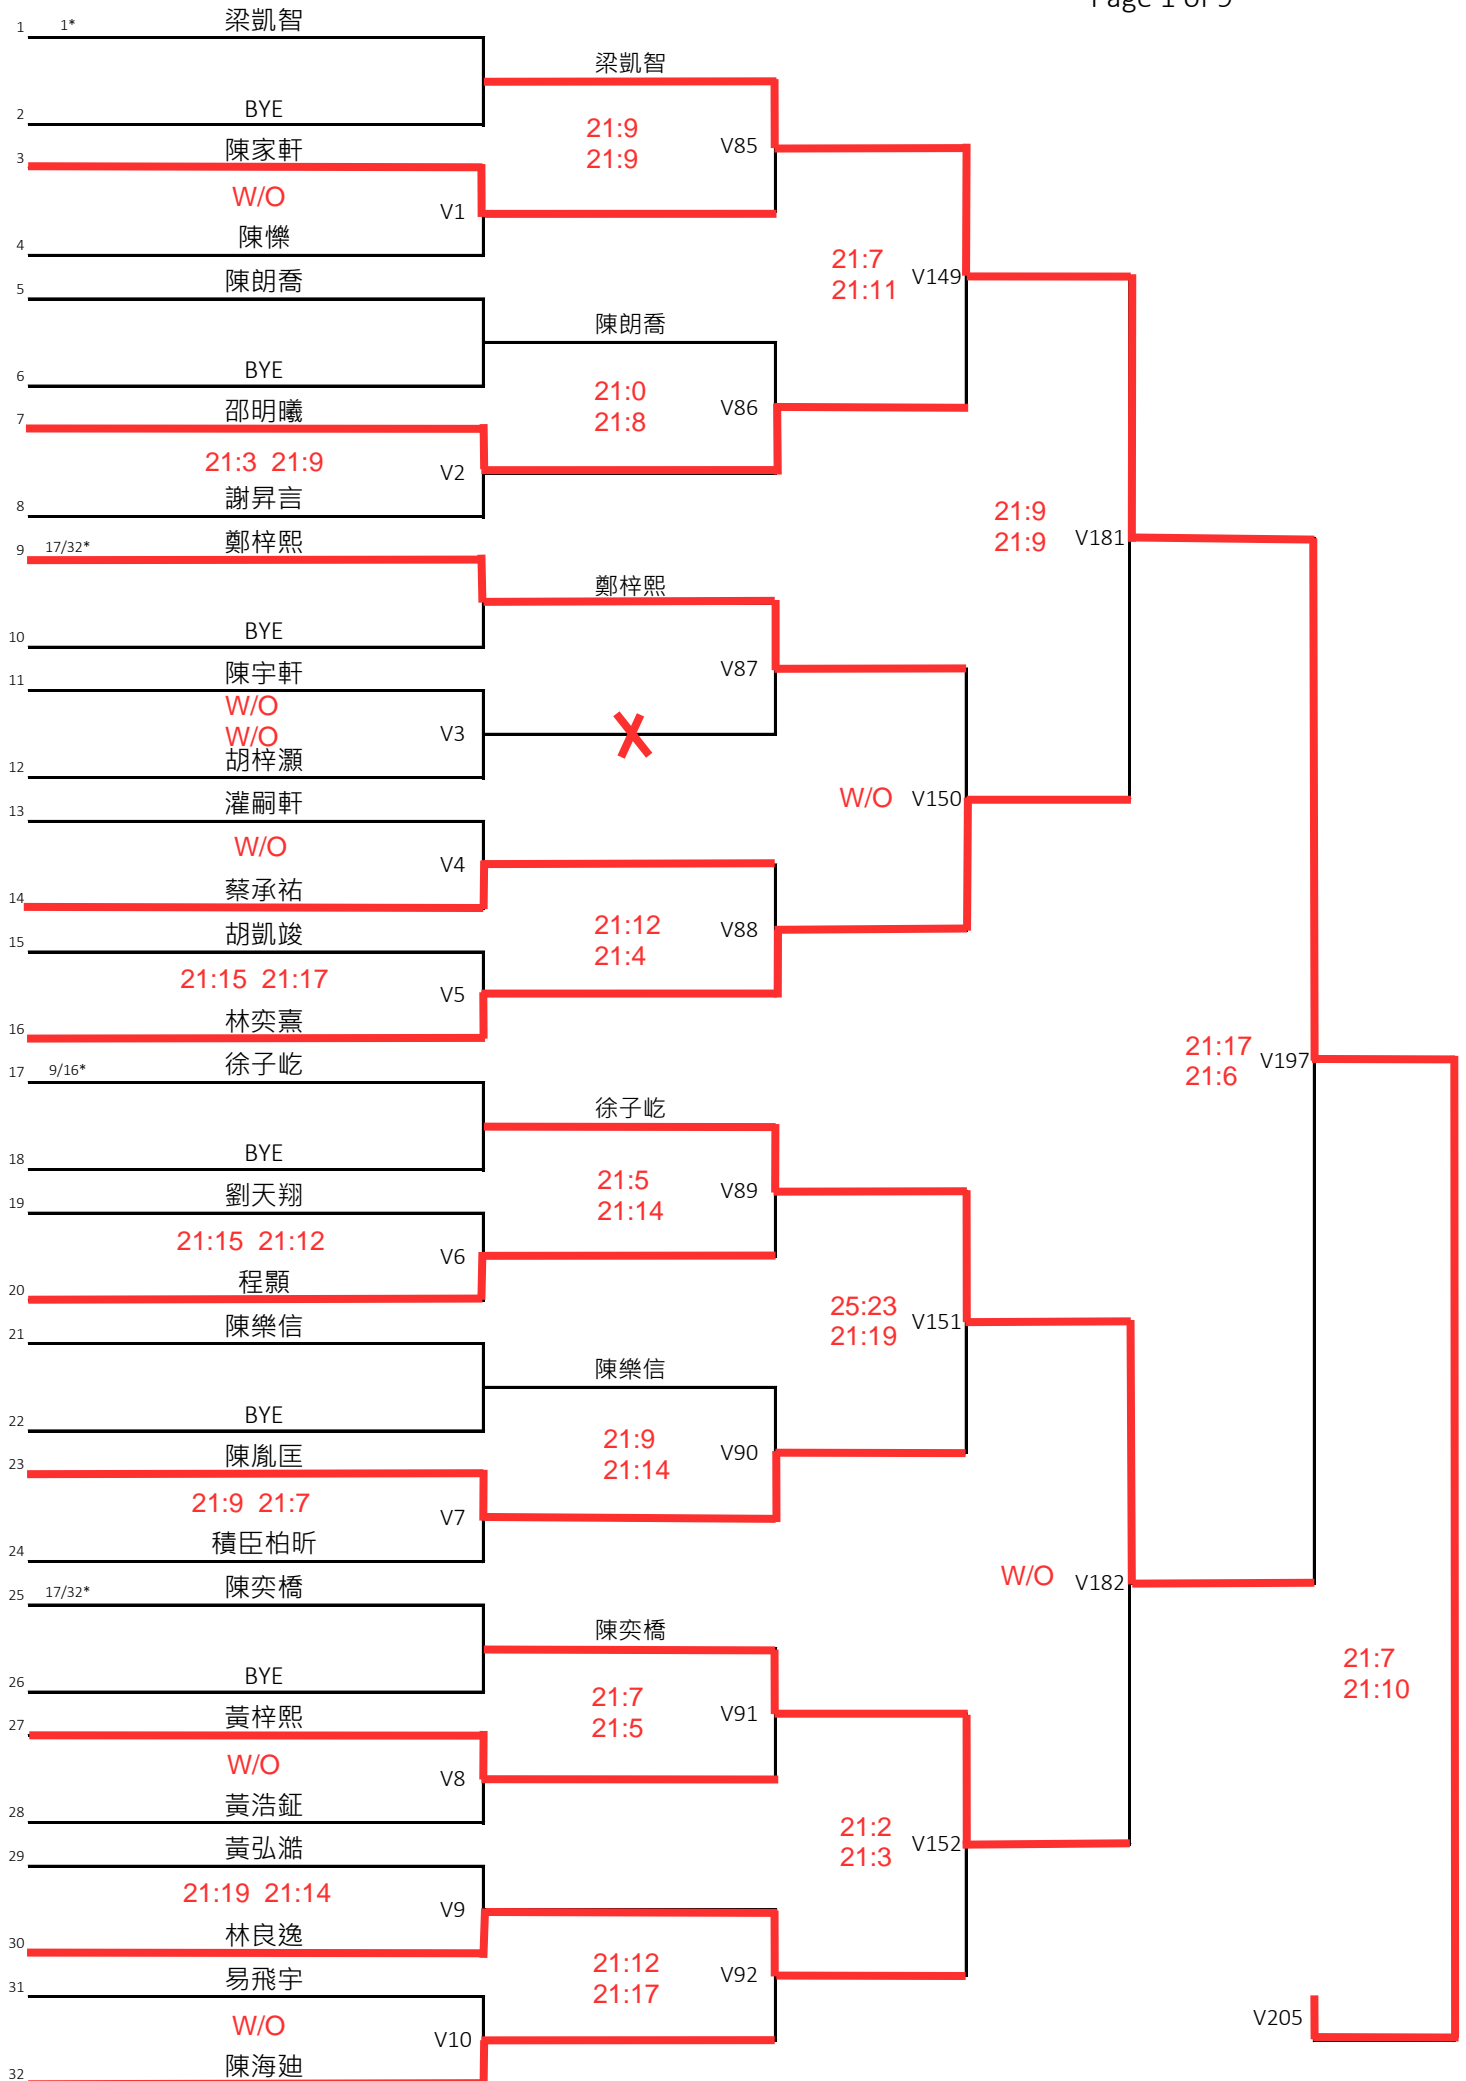 Page 1 of 9
1 1* 梁凱智
梁凱智
2 BYE
21:9
21:9
V85
3 陳家軒
W/O
V1
4 陳懰
5 陳朗喬
21:7
21:11
V149
陳朗喬
6 BYE
21:0
21:8
V86
7 邵明曦
21:3 21:9
V2
8 謝昇言
21:9
21:9
V181
9 17/32* 鄭梓熙
鄭梓熙
10 BYE
V87
11 陳宇軒
W/O
W/O
V3
12 胡梓灝
W/O
V150
13 灌嗣軒
W/O
V4
14 蔡承祐
21:12
21:4
V88
15 胡凱竣
21:15 21:17
V5
16 林奕熹
21:17
21:6
V197
17 9/16* 徐子屹
徐子屹
18 BYE
21:5
21:14
V89
19 劉天翔
21:15 21:12
V6
20 程顥
25:23
21:19
V151
21 陳樂信
陳樂信
22 BYE
21:9
21:14
V90
23 陳胤匡
21:9 21:7
V7
24 積臣柏昕
W/O
V182
25 17/32* 陳奕橋
陳奕橋
26 BYE
21:7
21:5
V91
21:7
21:10
27 黃梓熙
W/O
V8
28 黃浩鉦
21:2
21:3
V152
29 黃弘澔
21:19 21:14
V9
30 林良逸
21:12
21:17
V92
31 易飛宇
W/O
V10
V205
32 陳海廸